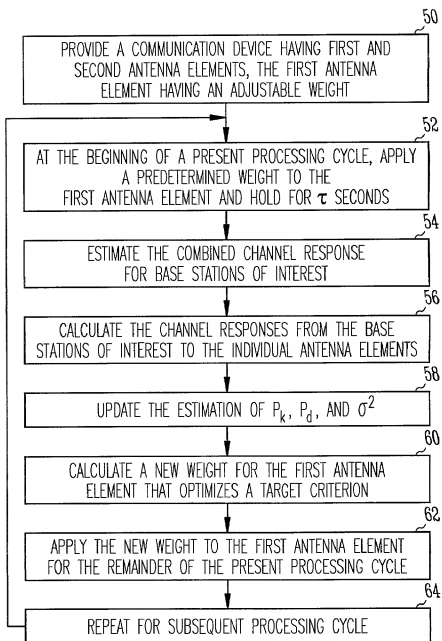 50
PROVIDE A COMMUNICATION DEVICE HAVING FIRST AND
SECOND ANTENNA ELEMENTS, THE FIRST ANTENNA
ELEMENT HAVING AN ADJUSTABLE WEIGHT
52
AT THE BEGINNING OF A PRESENT PROCESSING CYCLE, APPLY
A PREDETERMINED WEIGHT TO THE
FIRST ANTENNA ELEMENT AND HOLD FOR τ SECONDS
54
ESTIMATE THE COMBINED CHANNEL RESPONSE
FOR BASE STATIONS OF INTEREST
56
CALCULATE THE CHANNEL RESPONSES FROM THE BASE
STATIONS OF INTEREST TO THE INDIVIDUAL ANTENNA ELEMENTS
58
UPDATE THE ESTIMATION OF Pₖ, P_d, AND σ²
60
CALCULATE A NEW WEIGHT FOR THE FIRST ANTENNA
ELEMENT THAT OPTIMIZES A TARGET CRITERION
62
APPLY THE NEW WEIGHT TO THE FIRST ANTENNA ELEMENT
FOR THE REMAINDER OF THE PRESENT PROCESSING CYCLE
64
REPEAT FOR SUBSEQUENT PROCESSING CYCLE